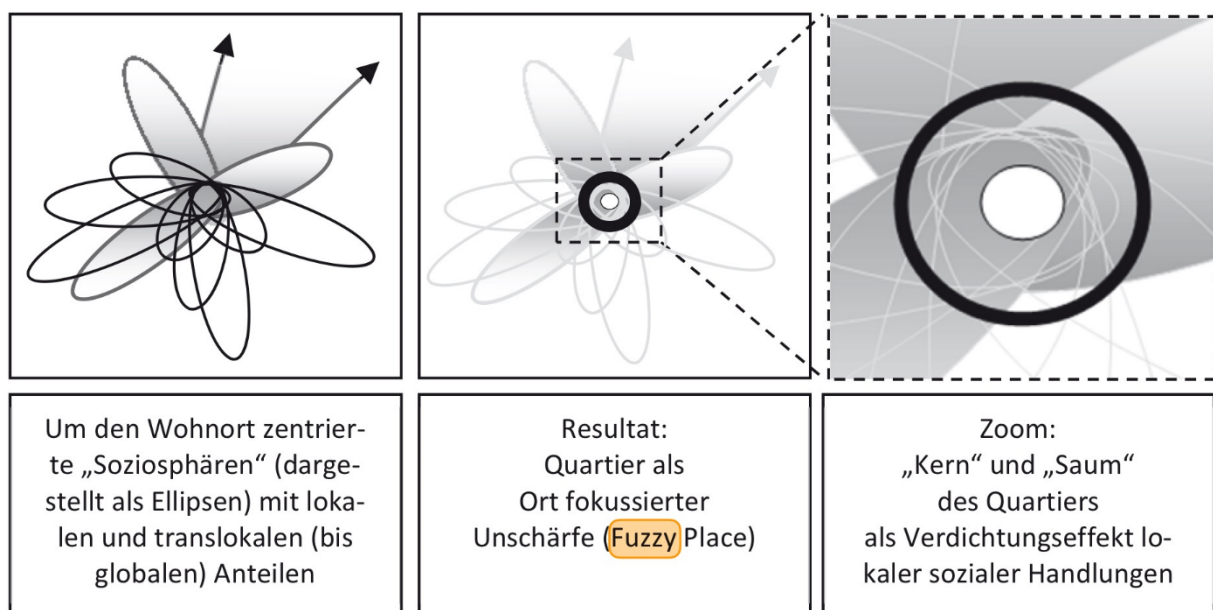 Um den Wohnort zentrier-
te „Soziosphären“ (darge-
stellt als Ellipsen) mit loka-
len und translokalen (bis
globalen) Anteilen
Resultat:
Quartier als
Ort fokussierter
Unschärfe (Fuzzy Place)
Zoom:
„Kern“ und „Saum“
des Quartiers
als Verdichtungseffekt lo-
kaler sozialer Handlungen